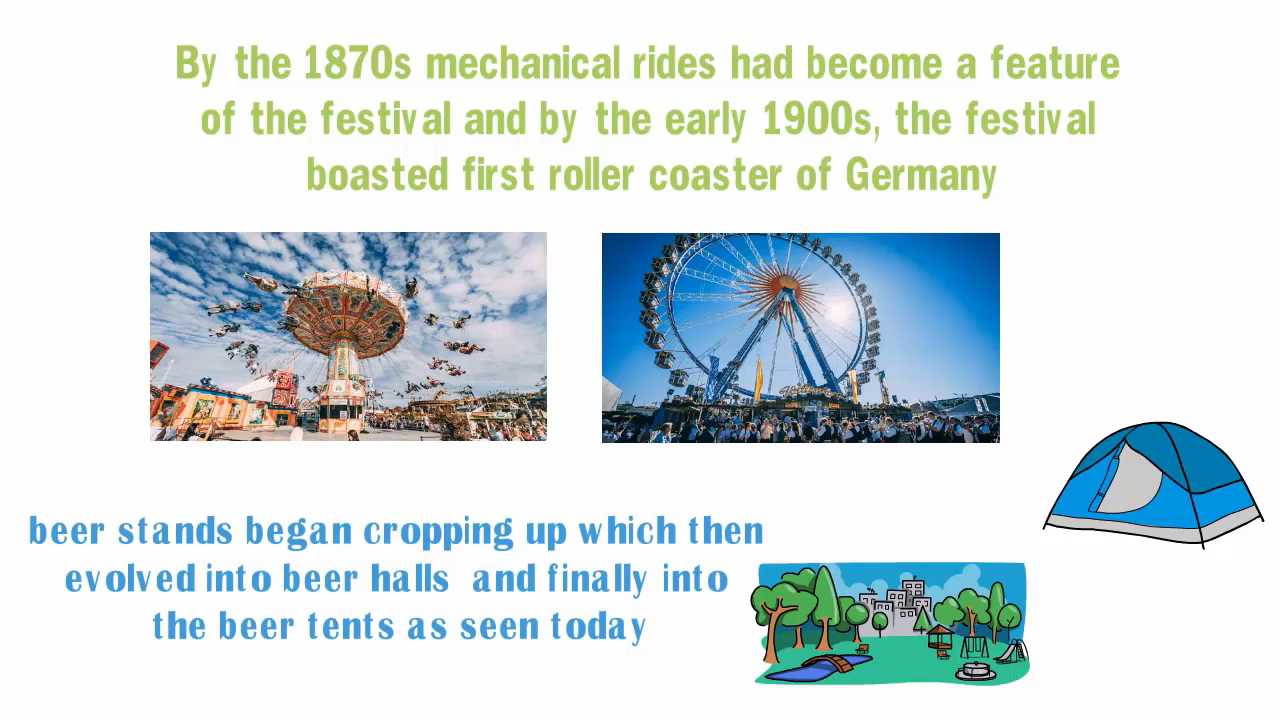 By the 1870s mechanical rides had become a feature
of the festival and by the early 1900s, the festival
boasted first roller coaster of Germany
beer stands began cropping up which then
evolved into beer halls and finally into
the beer tents as seen today